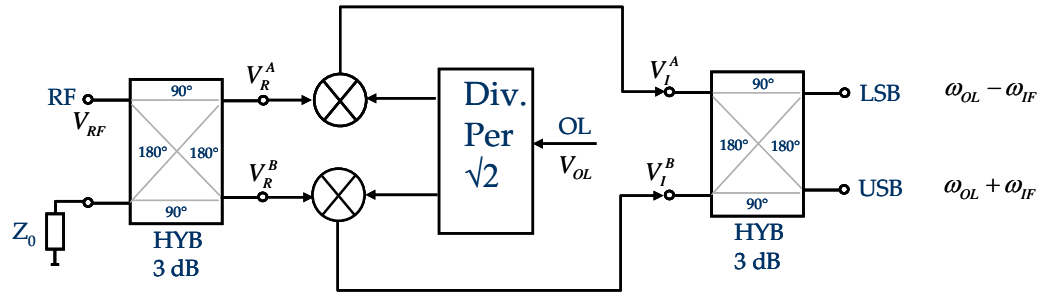 RF
V_RF
Z_0
90°
180° 180°
90°
HYB
3 dB
V_R^A
V_R^B
Div.
Per
√2
OL
V_OL
V_I^A
V_I^B
90°
180° 180°
90°
HYB
3 dB
LSB ω_OL − ω_IF
USB ω_OL + ω_IF